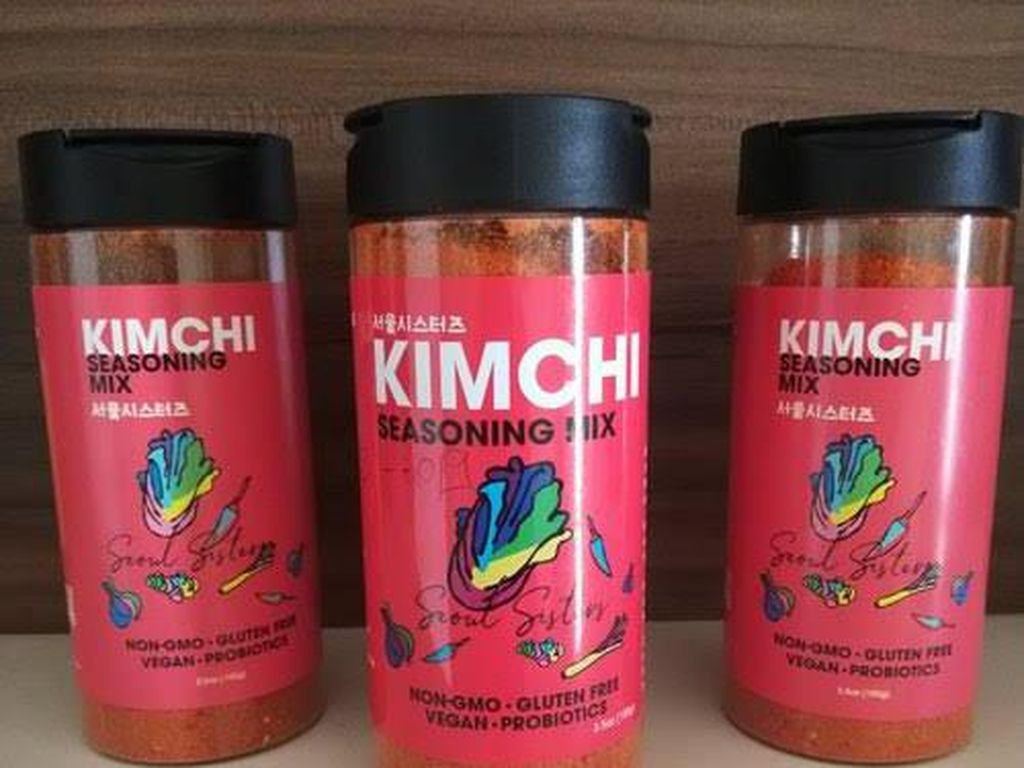 KIMCHI
SEASONING
MIX
서울시스터즈
Seoul Sisters
NON-GMO • GLUTEN FREE
VEGAN • PROBIOTICS
서울시스터즈
KIMCHI
SEASONING MIX
Seoul Sisters
NON-GMO • GLUTEN FREE
VEGAN • PROBIOTICS
KIMCHI
SEASONING
MIX
서울시스터즈
Seoul Sisters
NON-GMO • GLUTEN FREE
VEGAN • PROBIOTICS